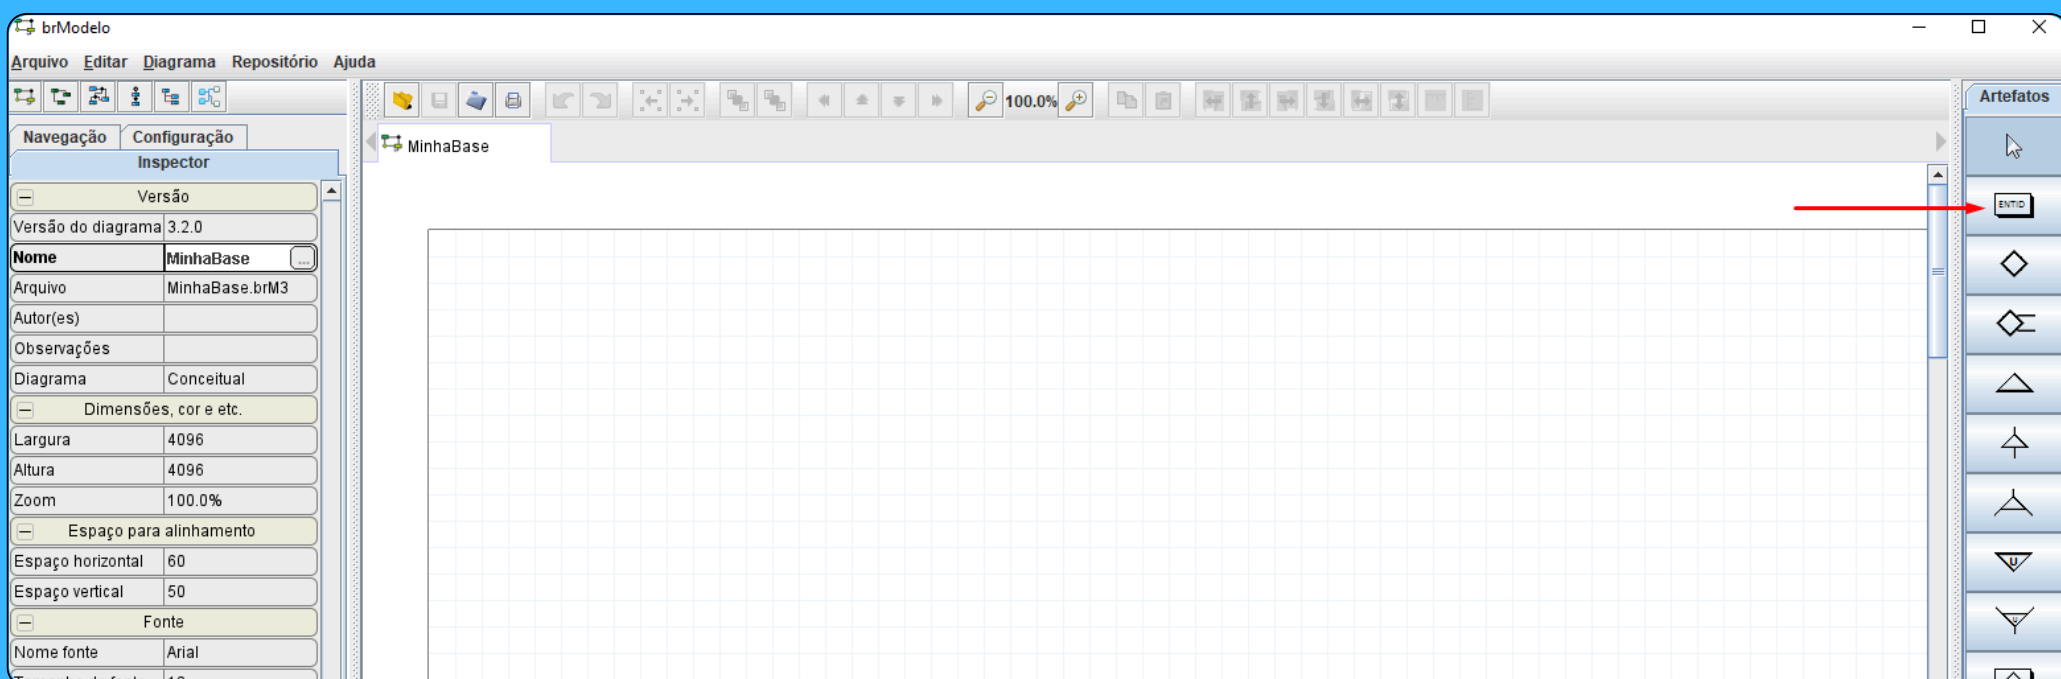 brModelo
Arquivo Editar Diagrama Repositório Ajuda
100.0%
Artefatos
Navegação Configuração
MinhaBase
Inspector
Versão
Versão do diagrama 3.2.0
ENTID
Nome MinhaBase ...
Arquivo MinhaBase.brM3
Autor(es)
Observações
Diagrama Conceitual
Dimensões, cor e etc.
Largura 4096
Altura 4096
Zoom 100.0%
Espaço para alinhamento
Espaço horizontal 60
Espaço vertical 50
U
Fonte
U
Nome fonte Arial